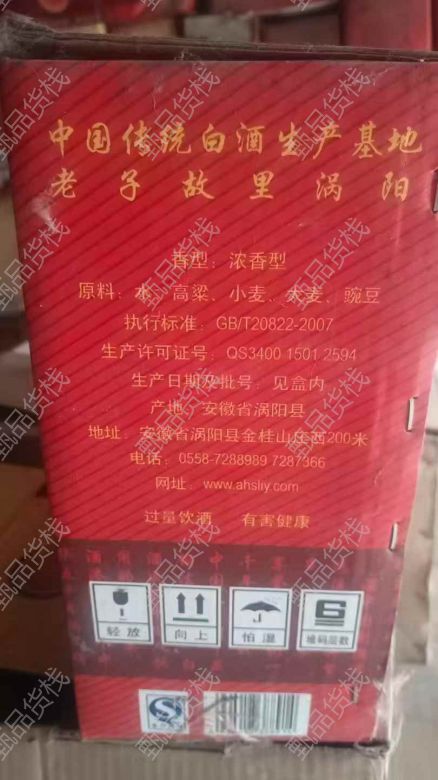 中国传统白酒生产基地
老子故里涡阳
香型：浓香型
原料：水、高粱、小麦、大麦、豌豆
执行标准：GB/T20822-2007
生产许可证号：QS3400 1501 2594
生产日期及批号：见盒内
产地：安徽省涡阳县
地址：安徽省涡阳县金桂山庄西200米
电话：0558-7288989 7287366
网址：www.ahsliy.com
过量饮酒 有害健康
轻放 向上 怕湿 堆码层数
6
QS
甄品货栈